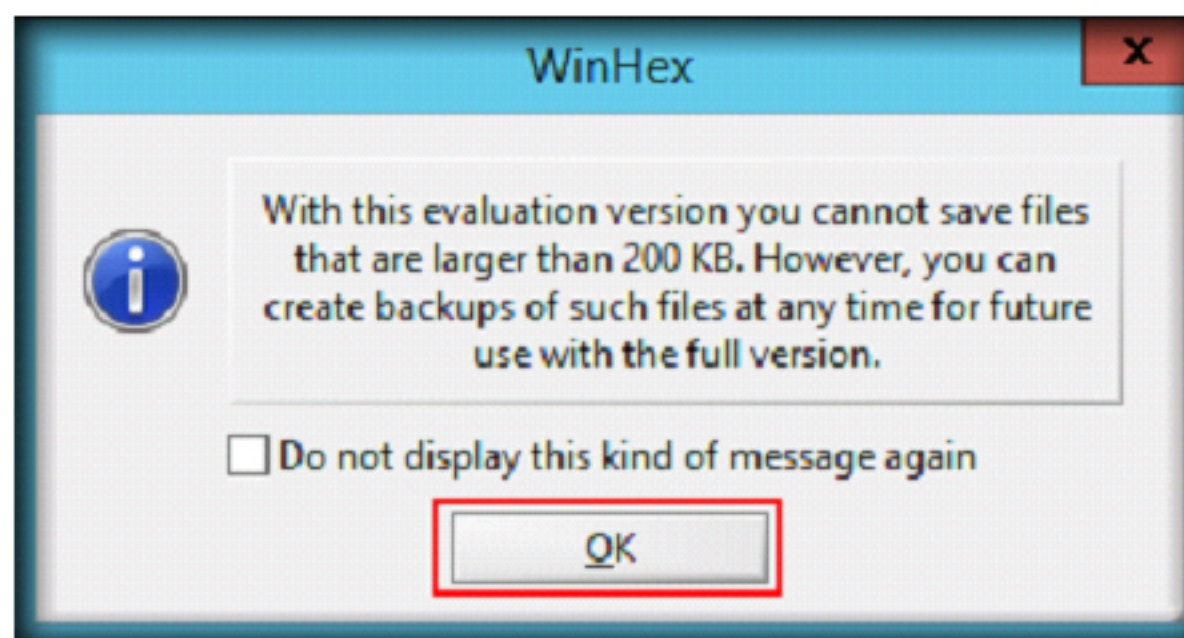 WinHex
x
With this evaluation version you cannot save files
that are larger than 200 KB. However, you can
create backups of such files at any time for future
use with the full version.
Do not display this kind of message again
OK